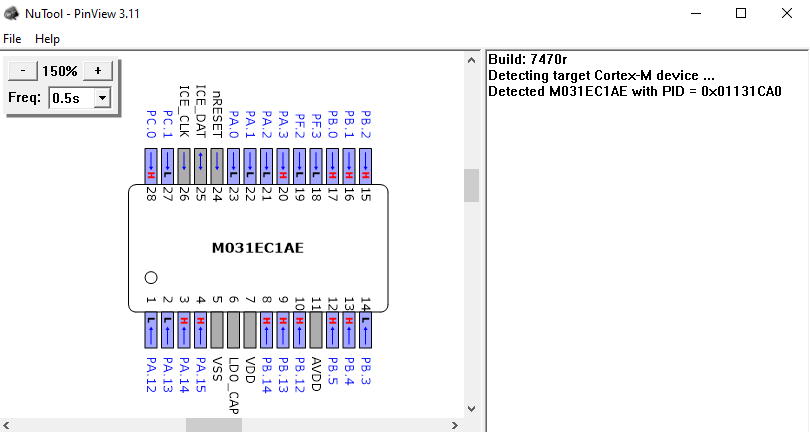 NuTool - PinView 3.11
File Help
- 150% +
Freq: 0.5s
PC.0 PC.1 ICE_CLK ICE_DAT nRESET PA.0 PA.1 PA.2 PA.3 PF.2 PF.3 PB.0 PB.1 PB.2
H L L L L H L L H H H
28 27 26 25 24 23 22 21 20 19 18 17 16 15
M031EC1AE
1 2 3 4 5 6 7 8 9 10 11 12 13 14
L L H H H H H H H L
PA.12 PA.13 PA.14 PA.15 VSS LDO_CAP VDD PB.14 PB.13 PB.12 AVDD PB.5 PB.4 PB.3
Build: 7470r
Detecting target Cortex-M device ...
Detected M031EC1AE with PID = 0x01131CA0